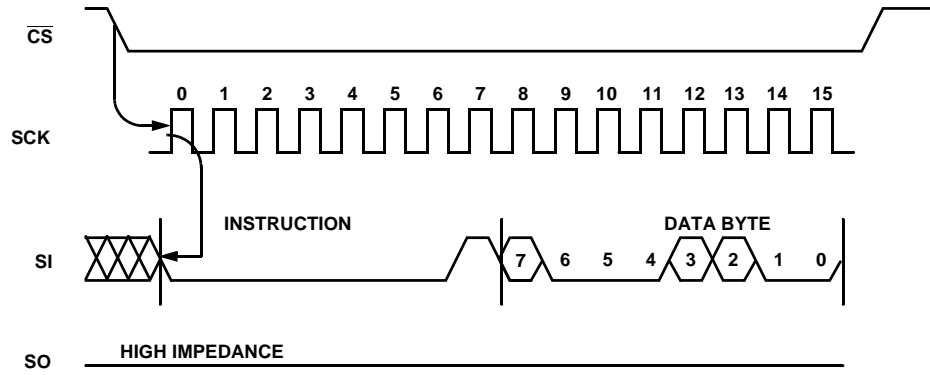 CS
0 1 2 3 4 5 6 7 8 9 10 11 12 13 14 15
SCK
INSTRUCTION DATA BYTE
SI 7 6 5 4 3 2 1 0
HIGH IMPEDANCE
SO